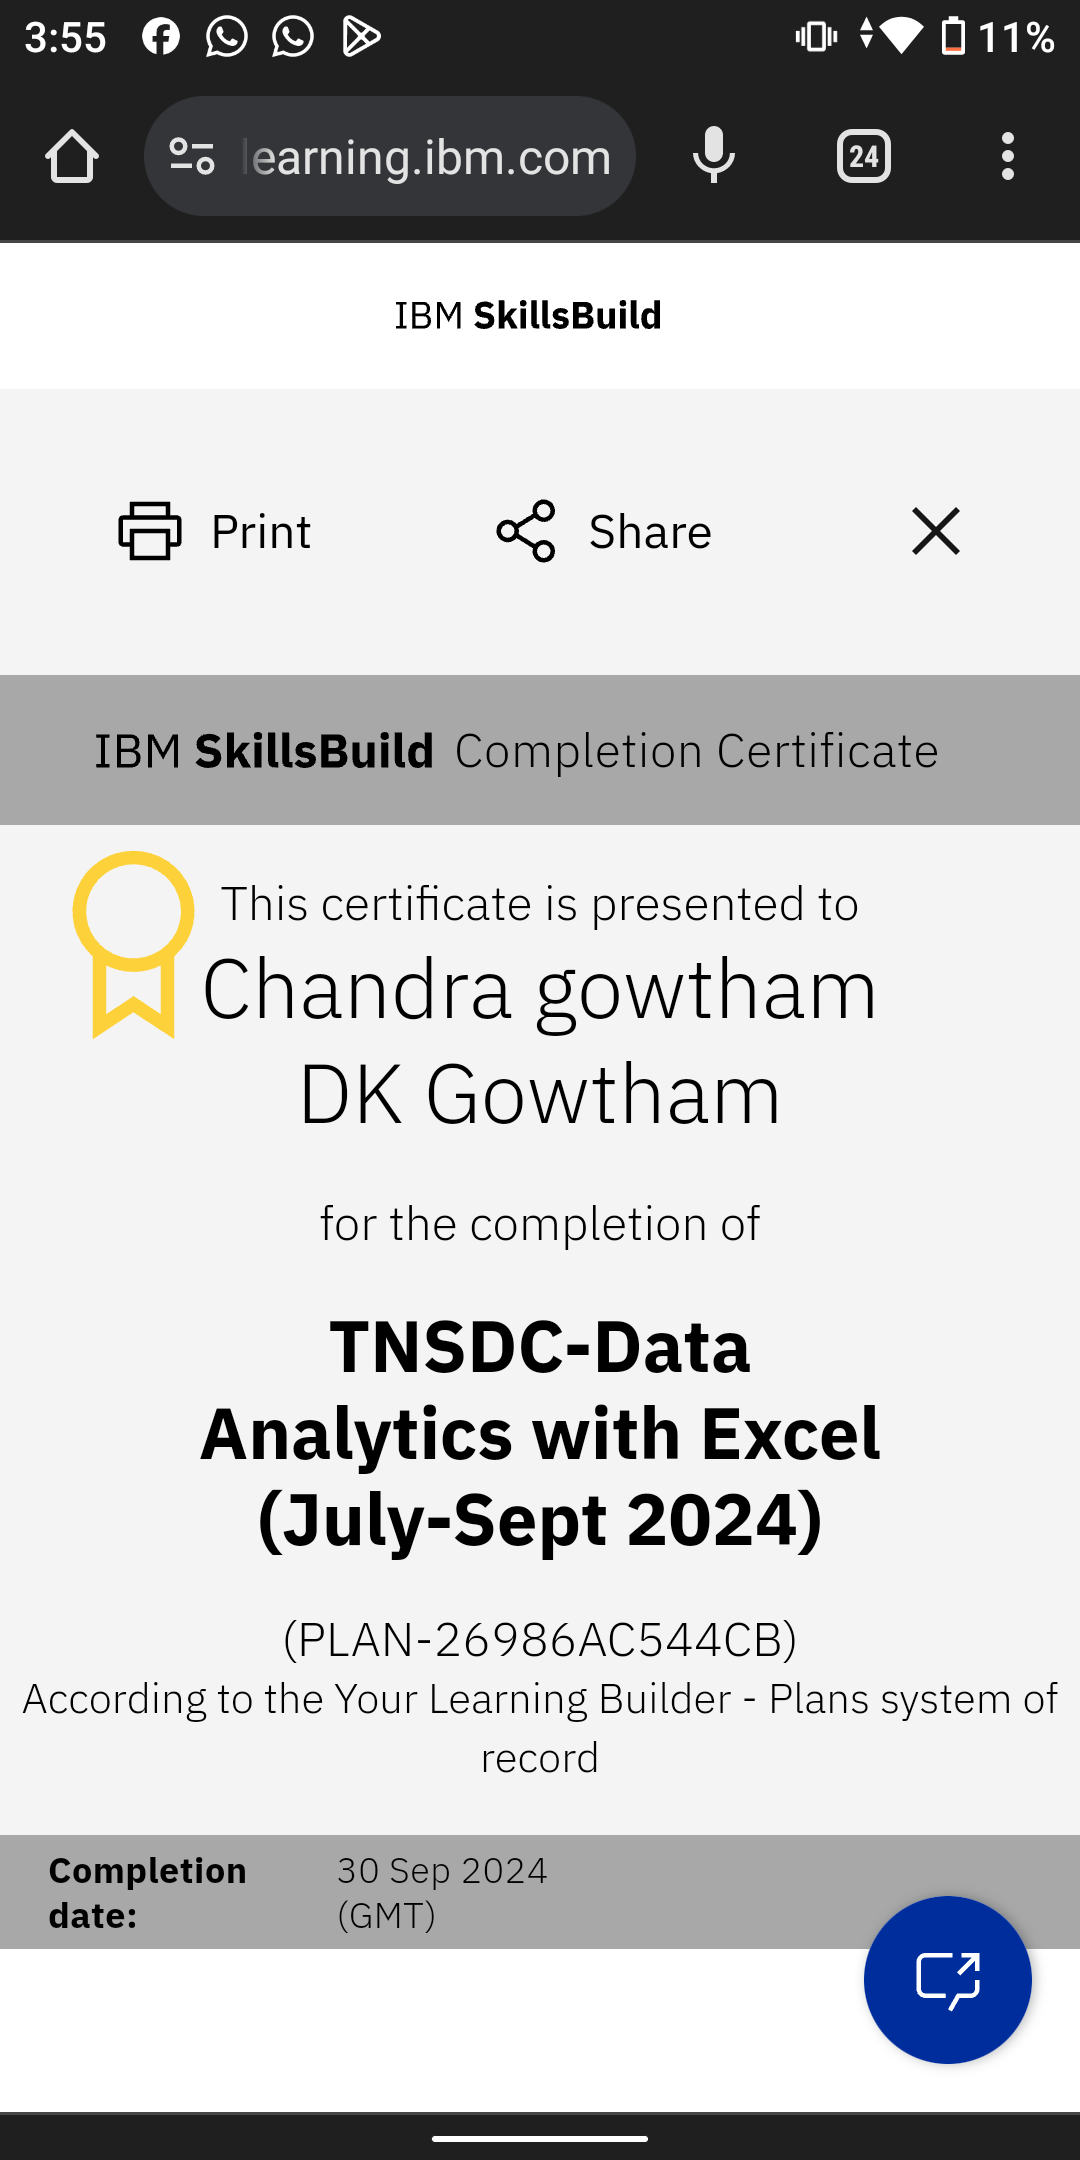 3:55
11%
learning.ibm.com
24
IBM SkillsBuild
Print
Share
IBM SkillsBuild Completion Certificate
This certificate is presented to
Chandra gowtham
DK Gowtham
for the completion of
TNSDC-Data
Analytics with Excel
(July-Sept 2024)
(PLAN-26986AC544CB)
According to the Your Learning Builder - Plans system of
record
Completion
date:
30 Sep 2024
(GMT)